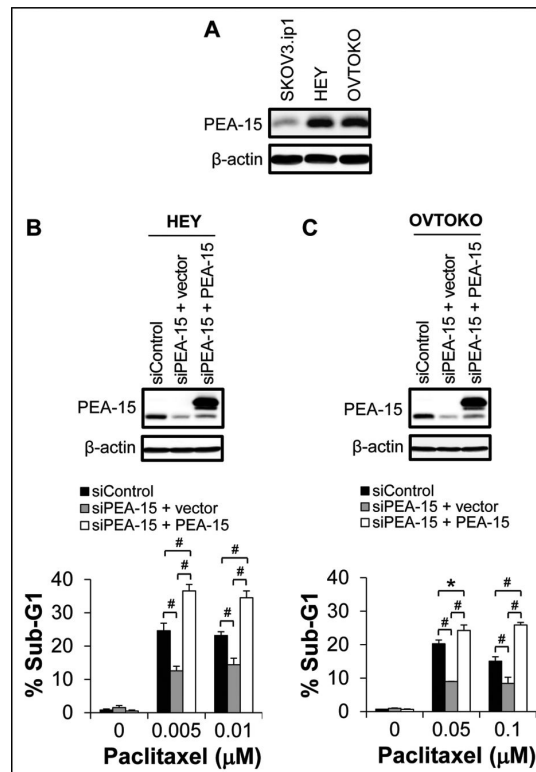 A
SKOV3.ip1
HEY
OVTOKO
PEA-15
β-actin
B
HEY
siControl
siPEA-15 + vector
siPEA-15 + PEA-15
PEA-15
β-actin
siControl
siPEA-15 + vector
siPEA-15 + PEA-15
% Sub-G1
40
30
20
10
0
# # #
# # #
0 0.005 0.01
Paclitaxel (μM)
C
OVTOKO
siControl
siPEA-15 + vector
siPEA-15 + PEA-15
PEA-15
β-actin
siControl
siPEA-15 + vector
siPEA-15 + PEA-15
% Sub-G1
40
30
20
10
0
* # #
# # #
0 0.05 0.1
Paclitaxel (μM)